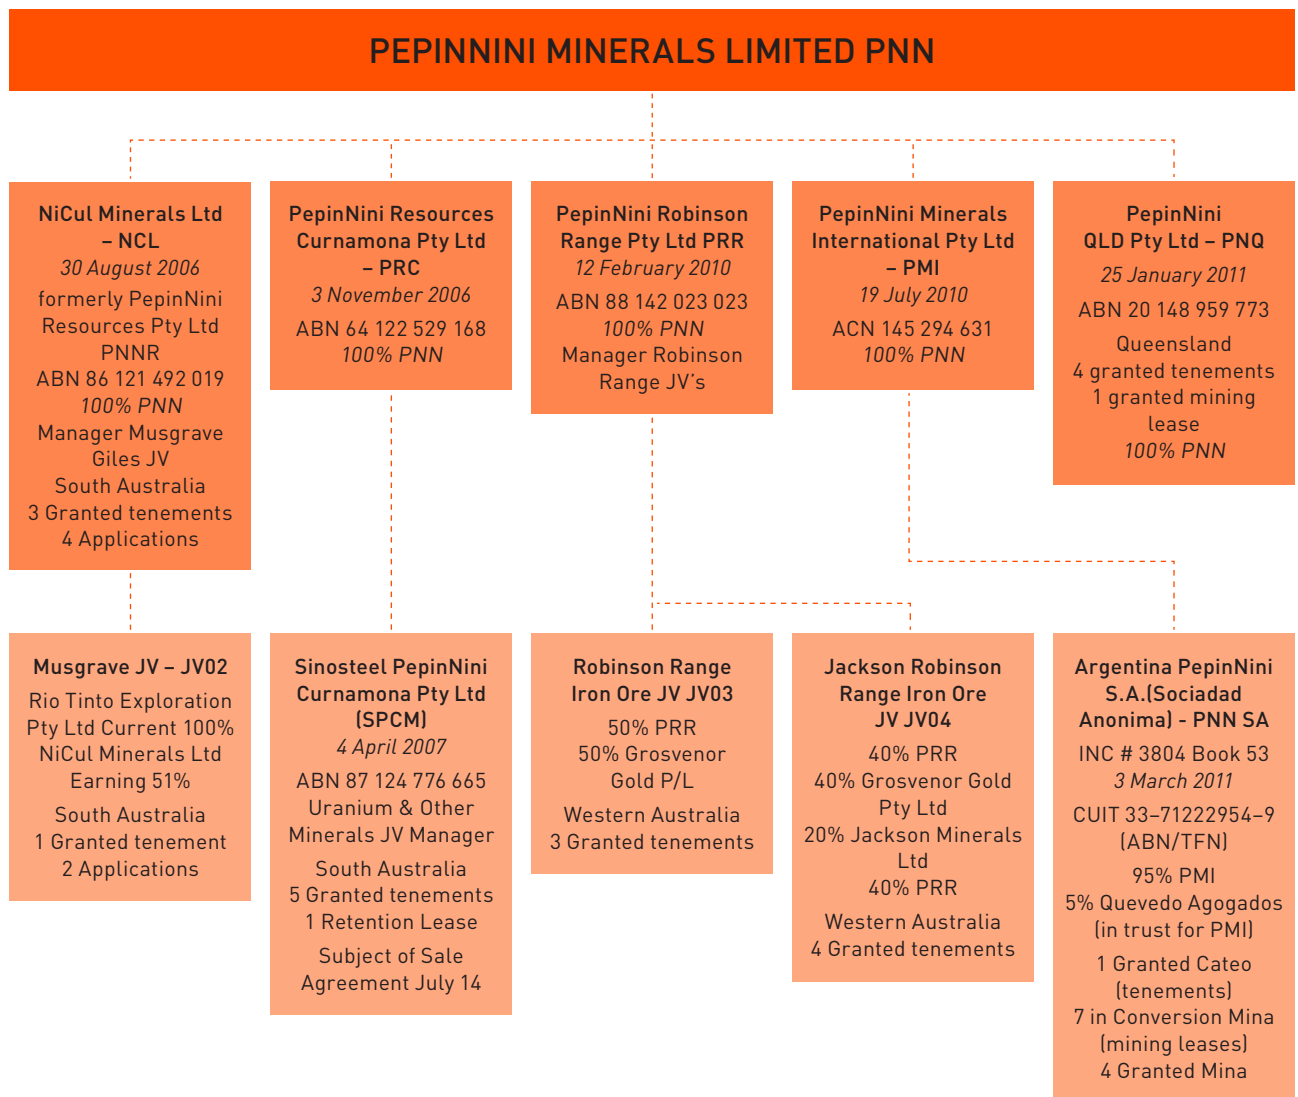 PEPINNINI MINERALS LIMITED PNN
NiCul Minerals Ltd
– NCL
30 August 2006
formerly PepinNini
Resources Pty Ltd
PNNR
ABN 86 121 492 019
100% PNN
Manager Musgrave
Giles JV
South Australia
3 Granted tenements
4 Applications
PepinNini Resources
Curnamona Pty Ltd
– PRC
3 November 2006
ABN 64 122 529 168
100% PNN
PepinNini Robinson
Range Pty Ltd PRR
12 February 2010
ABN 88 142 023 023
100% PNN
Manager Robinson
Range JV’s
PepinNini Minerals
International Pty Ltd
– PMI
19 July 2010
ACN 145 294 631
100% PNN
PepinNini
QLD Pty Ltd – PNQ
25 January 2011
ABN 20 148 959 773
Queensland
4 granted tenements
1 granted mining
lease
100% PNN
Musgrave JV – JV02
Rio Tinto Exploration
Pty Ltd Current 100%
NiCul Minerals Ltd
Earning 51%
South Australia
1 Granted tenement
2 Applications
Sinosteel PepinNini
Curnamona Pty Ltd
(SPCM)
4 April 2007
ABN 87 124 776 665
Uranium & Other
Minerals JV Manager
South Australia
5 Granted tenements
1 Retention Lease
Subject of Sale
Agreement July 14
Robinson Range
Iron Ore JV JV03
50% PRR
50% Grosvenor
Gold P/L
Western Australia
3 Granted tenements
Jackson Robinson
Range Iron Ore
JV JV04
40% PRR
40% Grosvenor Gold
Pty Ltd
20% Jackson Minerals
Ltd
40% PRR
Western Australia
4 Granted tenements
Argentina PepinNini
S.A.(Sociadad
Anonima) - PNN SA
INC # 3804 Book 53
3 March 2011
CUIT 33–71222954–9
(ABN/TFN)
95% PMI
5% Quevedo Agogados
(in trust for PMI)
1 Granted Cateo
(tenements)
7 in Conversion Mina
(mining leases)
4 Granted Mina